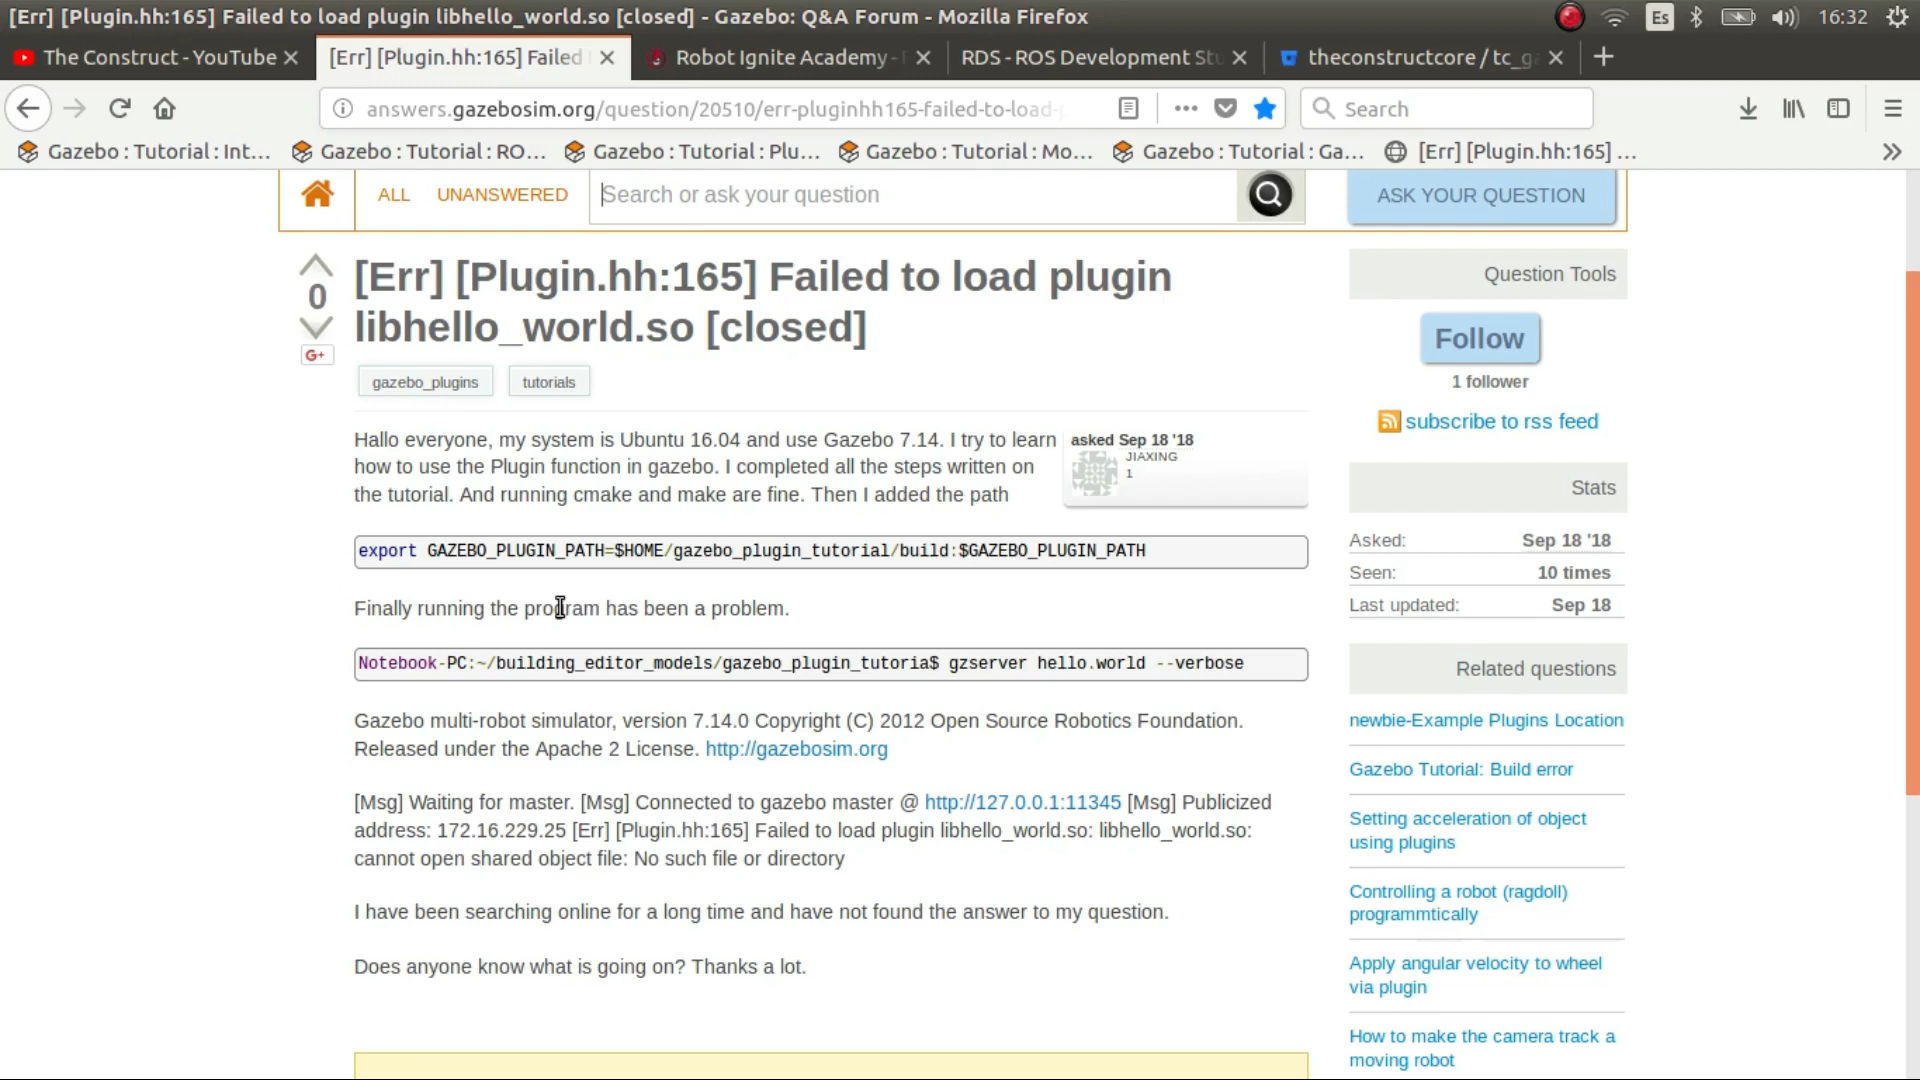 [Err] [Plugin.hh:165] Failed to load plugin libhello_world.so [closed] - Gazebo: Q&A Forum - Mozilla Firefox
Es
16:32
The Construct - YouTube
[Err] [Plugin.hh:165] Failed
Robot Ignite Academy -
RDS - ROS Development Stu
theconstructcore / tc_ga
answers.gazebosim.org/question/20510/err-pluginhh165-failed-to-load-
Search
Gazebo : Tutorial : Int...
Gazebo : Tutorial : RO...
Gazebo : Tutorial : Plu...
Gazebo : Tutorial : Mo...
Gazebo : Tutorial : Ga...
[Err] [Plugin.hh:165] ...
ALL
UNANSWERED
Search or ask your question
ASK YOUR QUESTION
0
G+
[Err] [Plugin.hh:165] Failed to load plugin
libhello_world.so [closed]
gazebo_plugins
tutorials
Hallo everyone, my system is Ubuntu 16.04 and use Gazebo 7.14. I try to learn
how to use the Plugin function in gazebo. I completed all the steps written on
the tutorial. And running cmake and make are fine. Then I added the path
asked Sep 18 '18
JIAXING
1
export GAZEBO_PLUGIN_PATH=$HOME/gazebo_plugin_tutorial/build:$GAZEBO_PLUGIN_PATH
Finally running the program has been a problem.
Notebook-PC:~/building_editor_models/gazebo_plugin_tutoria$ gzserver hello.world --verbose
Gazebo multi-robot simulator, version 7.14.0 Copyright (C) 2012 Open Source Robotics Foundation.
Released under the Apache 2 License. http://gazebosim.org
[Msg] Waiting for master. [Msg] Connected to gazebo master @ http://127.0.0.1:11345 [Msg] Publicized
address: 172.16.229.25 [Err] [Plugin.hh:165] Failed to load plugin libhello_world.so: libhello_world.so:
cannot open shared object file: No such file or directory
I have been searching online for a long time and have not found the answer to my question.
Does anyone know what is going on? Thanks a lot.
Question Tools
Follow
1 follower
subscribe to rss feed
Stats
Asked: Sep 18 '18
Seen: 10 times
Last updated: Sep 18
Related questions
newbie-Example Plugins Location
Gazebo Tutorial: Build error
Setting acceleration of object
using plugins
Controlling a robot (ragdoll)
programmtically
Apply angular velocity to wheel
via plugin
How to make the camera track a
moving robot